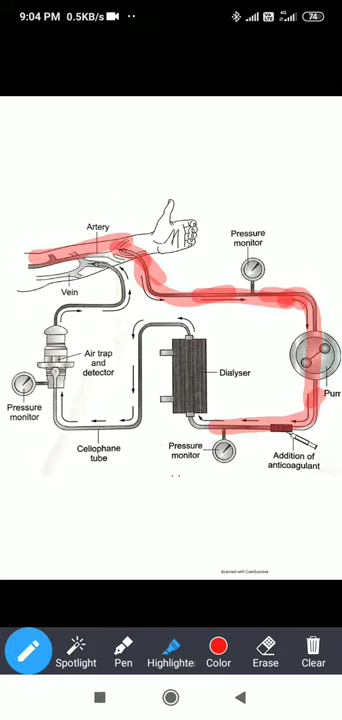 9:04 PM 0.5KB/s
4G
74
Artery
Pressure
monitor
Vein
Air trap
and
detector
Dialyser
Pum
Pressure
monitor
Cellophane
tube
Pressure
monitor
Addition of
anticoagulant
Scanned with CamScanner
Spotlight
Pen
Highlighte
Color
Erase
Clear